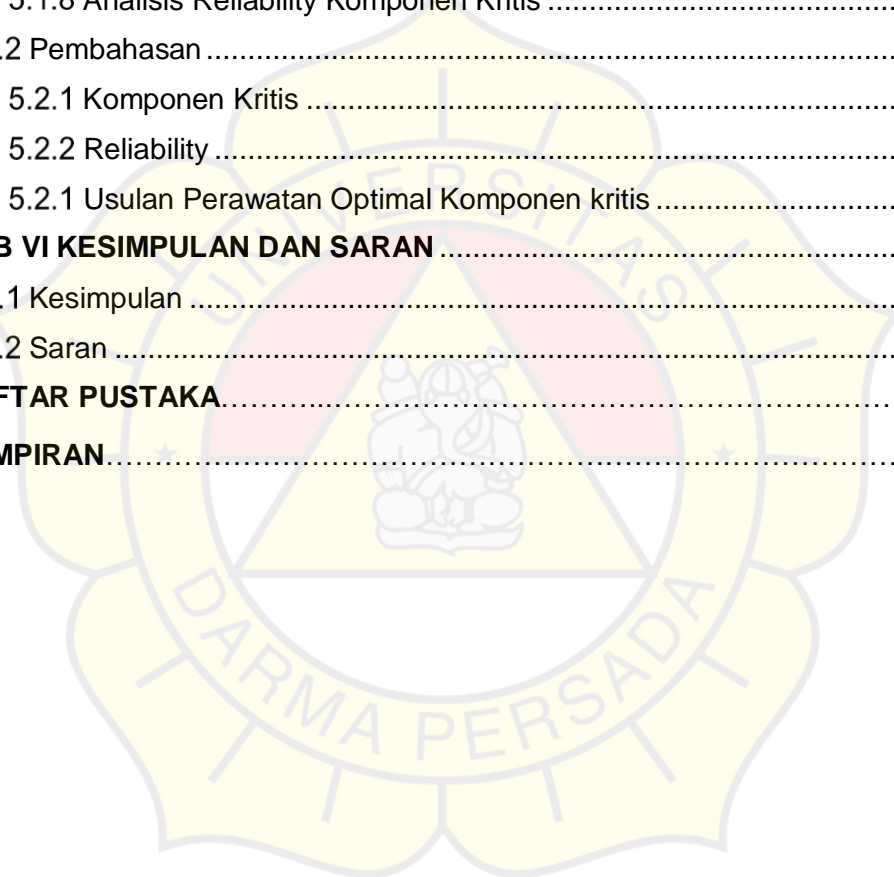 5.1.8 Analisis Reliability Komponen Kritis ..........................................
.2 Pembahasan ....................................................................................
5.2.1 Komponen Kritis .......................................................................
5.2.2 Reliability ..................................................................................
5.2.1 Usulan Perawatan Optimal Komponen kritis .............................
B VI KESIMPULAN DAN SARAN .......................................................
.1 Kesimpulan ......................................................................................
.2 Saran ................................................................................................
FTAR PUSTAKA……….…………………………………………………
MPIRAN……………………………………………………………………
UNIVERSITAS
DARMA PERSADA